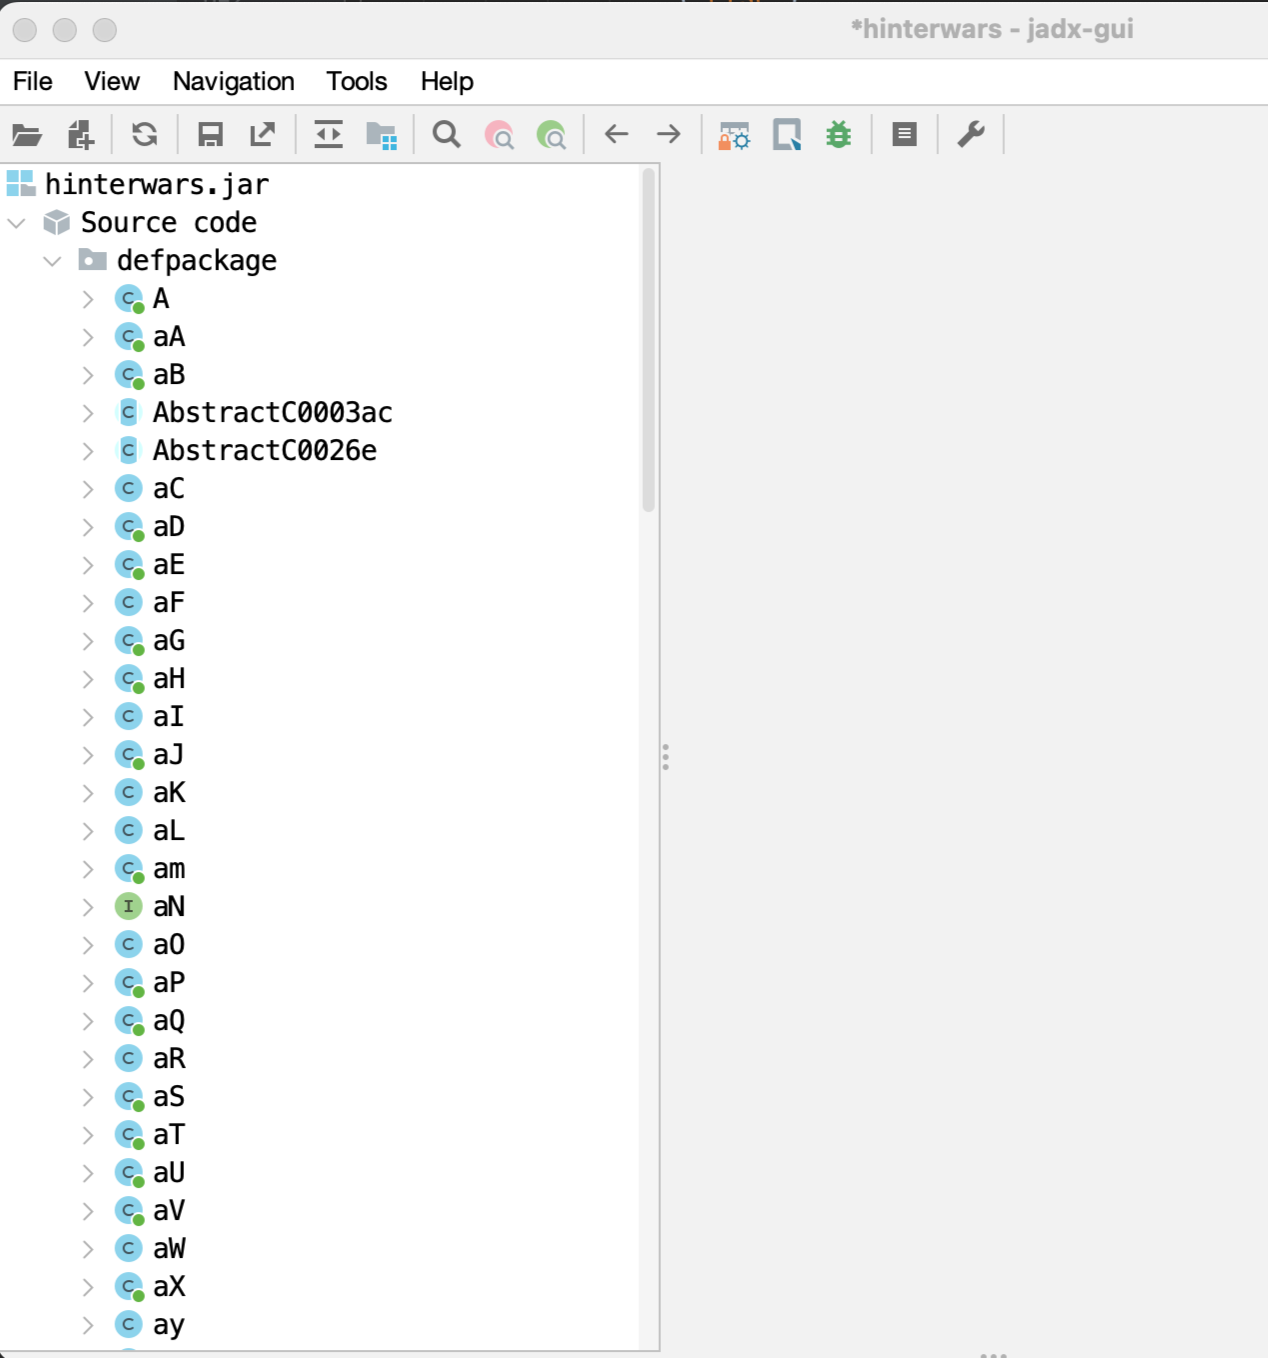 *hinterwars - jadx-gui
File View Navigation Tools Help
hinterwars.jar
Source code
defpackage
A
aA
aB
AbstractC0003ac
AbstractC0026e
aC
aD
aE
aF
aG
aH
aI
aJ
aK
aL
am
aN
aO
aP
aQ
aR
aS
aT
aU
aV
aW
aX
ay